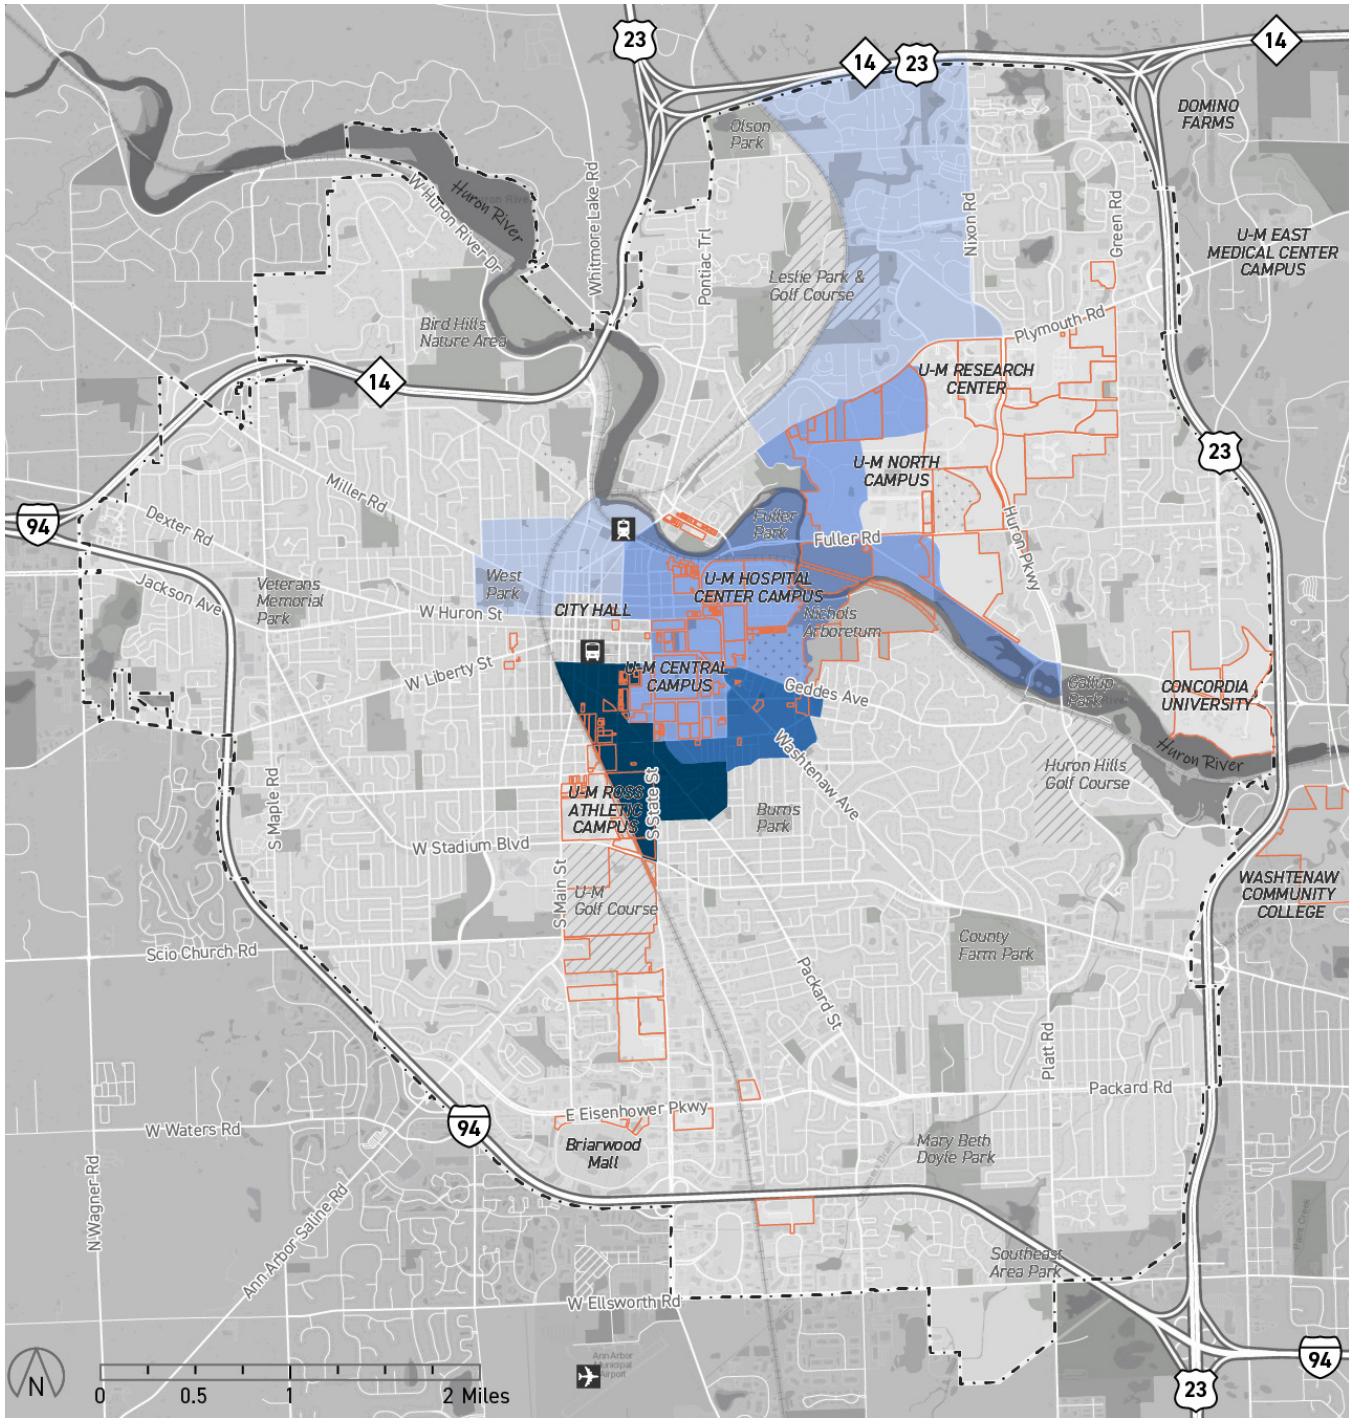 23
14
23
14
DOMINO
FARMS
Olson
Park
Huron River
W Huron River Dr
Whitmore Lake Rd
Pontiac Trl
Nixon Rd
Green Rd
U-M EAST
MEDICAL CENTER
CAMPUS
Leslie Park &
Golf Course
Bird Hills
Nature Area
Plymouth Rd
14
U-M RESEARCH
CENTER
23
U-M NORTH
CAMPUS
Miller Rd
94
Dexter Rd
Fuller
Park
Fuller Rd
Huron Pkwy
Jackson Ave
Veterans
Memorial
Park
West
Park
U-M HOSPITAL
CENTER CAMPUS
W Huron St
CITY HALL
Nichols
Arboretum
W Liberty St
U-M CENTRAL
CAMPUS
Geddes Ave
Gallup
Park
CONCORDIA
UNIVERSITY
Huron River
Washtenaw Ave
Huron Hills
Golf Course
S Maple Rd
U-M ROSS
ATHLETIC
CAMPUS
S State St
Burns
Park
W Stadium Blvd
S Main St
U-M
Golf Course
WASHTENAW
COMMUNITY
COLLEGE
Scio Church Rd
County
Farm Park
Packard St
Platt Rd
Packard Rd
E Eisenhower Pkwy
W Waters Rd
94
Briarwood
Mall
Mary Beth
Doyle Park
N Wagner Rd
Ann Arbor Saline Rd
Southeast
Area Park
W Ellsworth Rd
Ann Arbor
Municipal
Airport
94
23
N
0 0.5 1 2 Miles